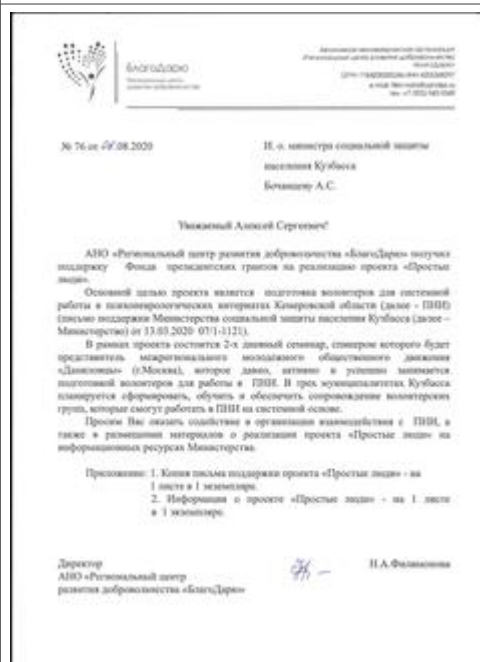 БлагоДарю
№ 76 от 08.2020
И. о. министра социальной защиты
населения Кузбасса
Бочанцеву А.С.
Уважаемый Алексей Сергеевич!
АНО «Региональный центр развития добровольчества «БлагоДарю» получил
поддержку Фонда президентских грантов на реализацию проекта «Простые
люди».
Основной целью проекта является подготовка волонтеров для системной
работы в психоневрологических интернатах Кемеровской области (далее - ПНИ)
(письмо поддержки Министерства социальной защиты населения Кузбасса (далее –
Министерство) от 13.03.2020 07/1-1121).
В рамках проекта состоится 2-х дневный семинар, спикером которого будет
представитель межрегионального молодежного общественного движения
«Даниловцы» (г.Москва), которое давно, активно и успешно занимается
подготовкой волонтеров для работы в ПНИ. В трех муниципалитетах Кузбасса
планируется сформировать, обучить и обеспечить сопровождение волонтерских
групп, которые смогут работать в ПНИ на системной основе.
Просим Вас оказать содействие в организации взаимодействия с ПНИ, а
также в размещении материалов о реализации проекта «Простые люди» на
информационных ресурсах Министерства.
Приложение: 1. Копия письма поддержки проекта «Простые люди» - на
1 листе в 1 экземпляре.
2. Информация о проекте «Простые люди» - на 1 листе
в 1 экземпляре.
Директор
АНО «Региональный центр
развития добровольчества «БлагоДарю»
Н.А.Филимонова